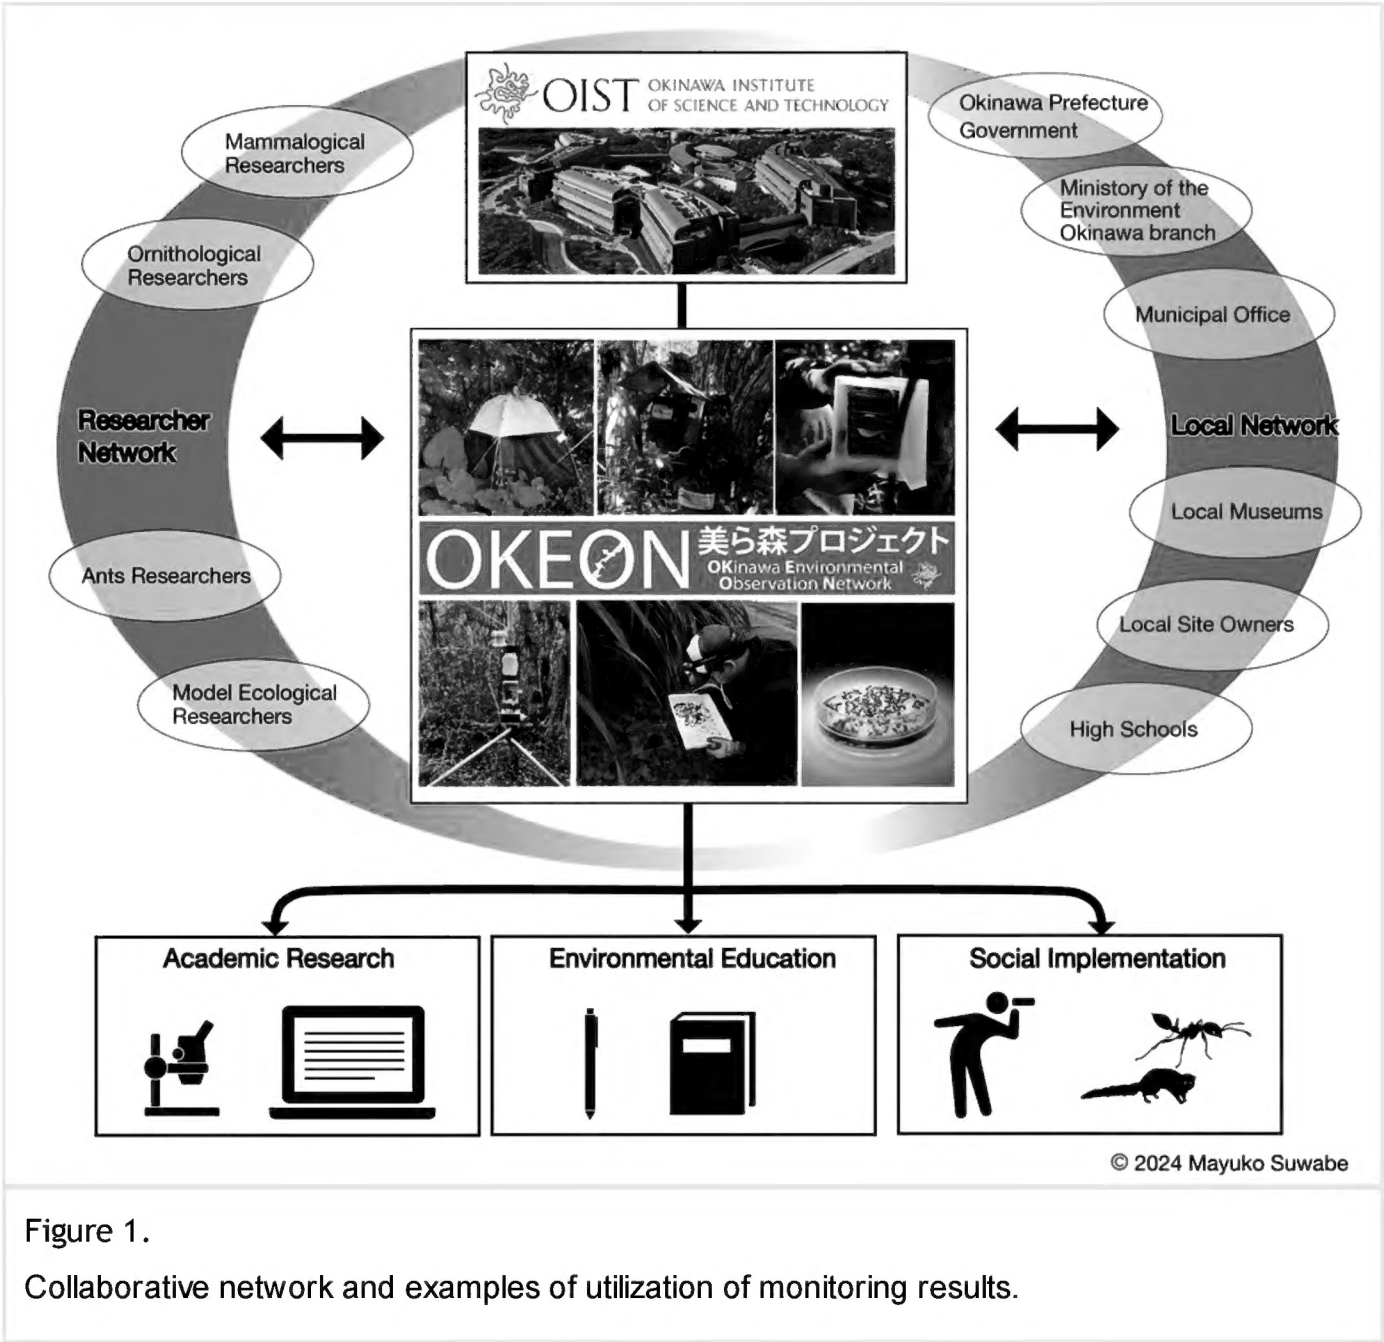 OIST
OKINAWA INSTITUTE
OF SCIENCE AND TECHNOLOGY
Mammalogical
Researchers
Ornithological
Researchers
Researcher
Network
Ants Researchers
Model Ecological
Researchers
Okinawa Prefecture
Government
Ministory of the
Environment
Okinawa branch
Municipal Office
Local Network
Local Museums
Local Site Owners
High Schools
OKEON 美ら森プロジェクト
OKinawa Environmental
Observation Network
Academic Research
Environmental Education
Social Implementation
© 2024 Mayuko Suwabe
Figure 1.
Collaborative network and examples of utilization of monitoring results.